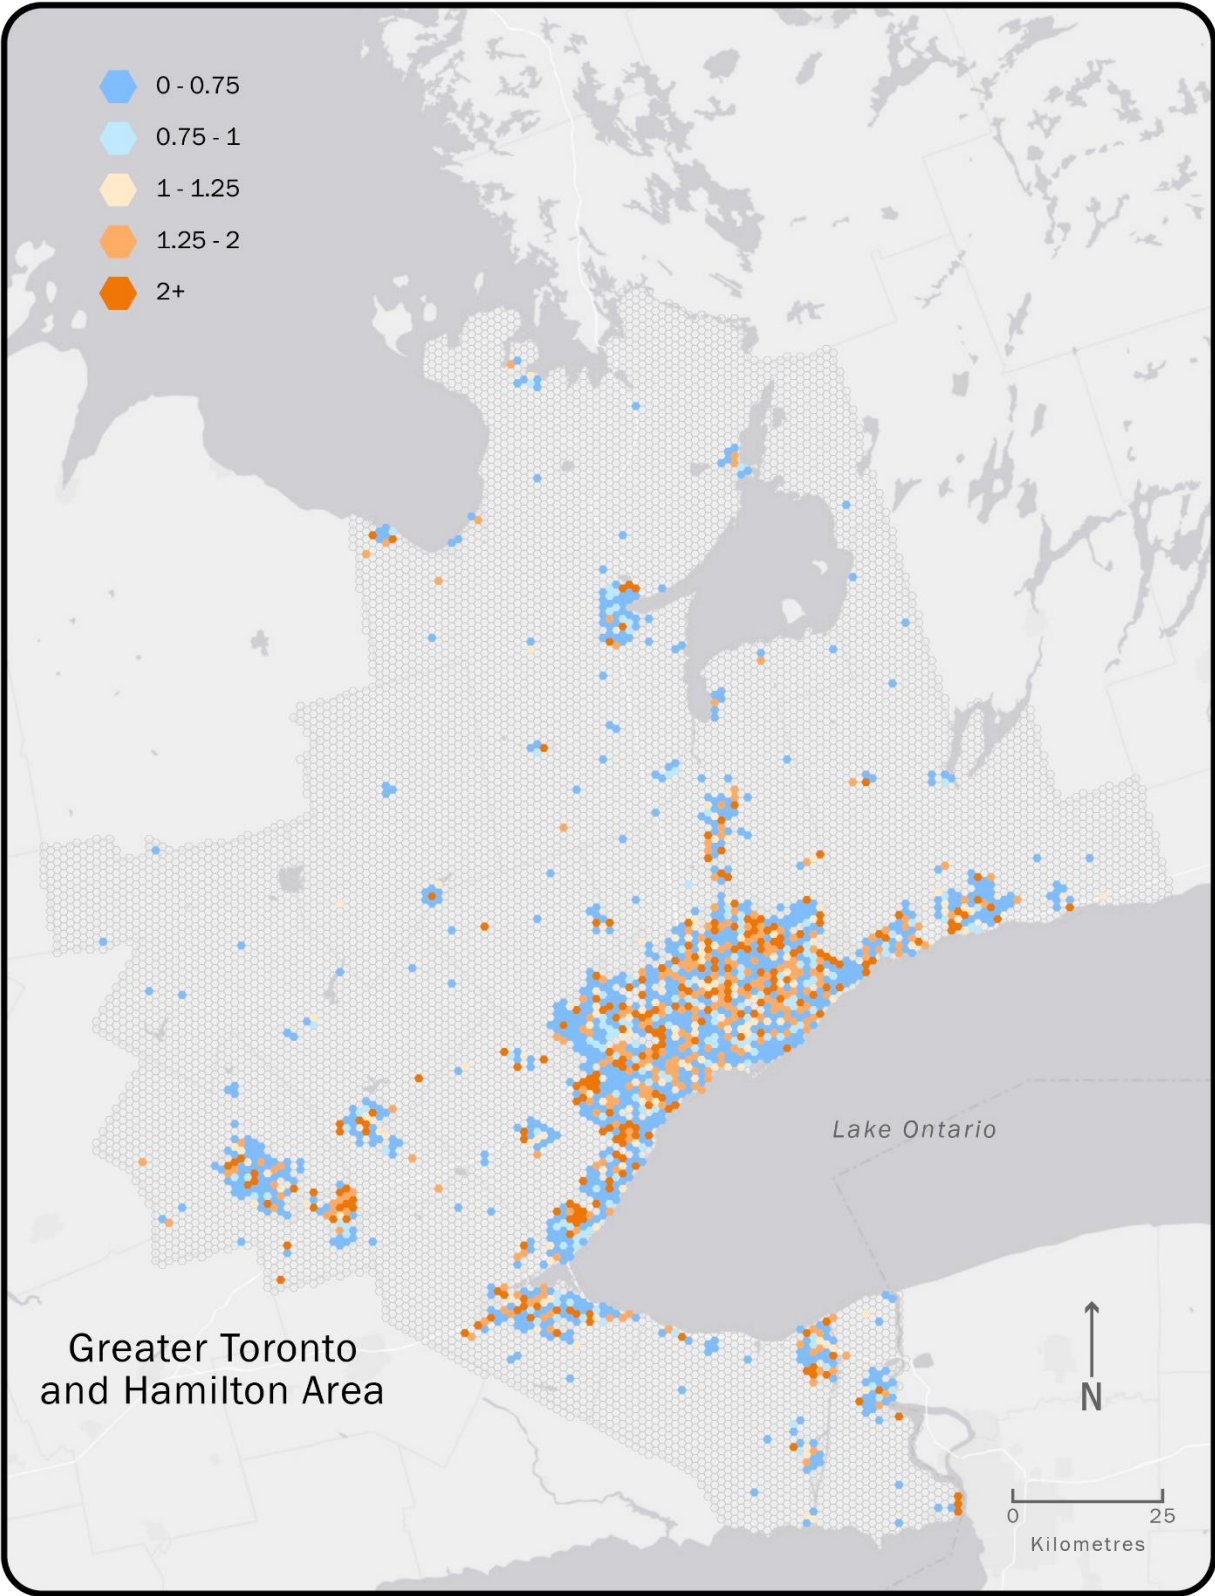 0 - 0.75
0.75 - 1
1 - 1.25
1.25 - 2
2+
Lake Ontario
Greater Toronto
and Hamilton Area
N
0 25
Kilometres